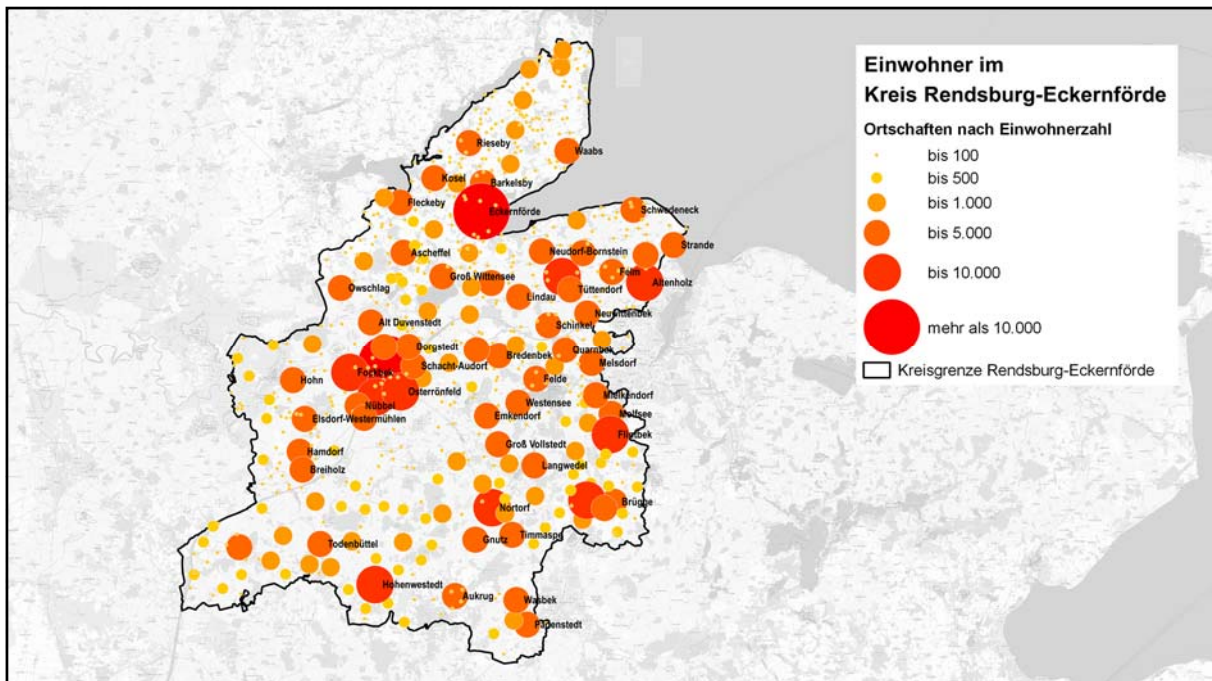 Einwohner im
Kreis Rendsburg-Eckernförde
Ortschaften nach Einwohnerzahl
bis 100
bis 500
bis 1.000
bis 5.000
bis 10.000
mehr als 10.000
Kreisgrenze Rendsburg-Eckernförde
Rieseby
Waabs
Kosel
Barkelsby
Fleckeby
Eckernförde
Schwedeneck
Strande
Ascheffel
Neudorf-Bornstein
Groß Wittensee
Felm
Owschlag
Tüttendorf
Altenholz
Lindau
Alt Duvenstedt
Schinkel
Borgstedt
Bredenbek
Quarnbek
Schacht-Audorf
Melsdorf
Fockbek
Hohn
Felde
Osterrönfeld
Nübbel
Westensee
Mielkendorf
Elsdorf-Westermühlen
Emkendorf
Molfsee
Flintbek
Groß Vollstedt
Hamdorf
Langwedel
Breiholz
Nortorf
Brügge
Timmaspe
Gnutz
Todenbüttel
Hohenwestedt
Aukrug
Wasbek
Padenstedt